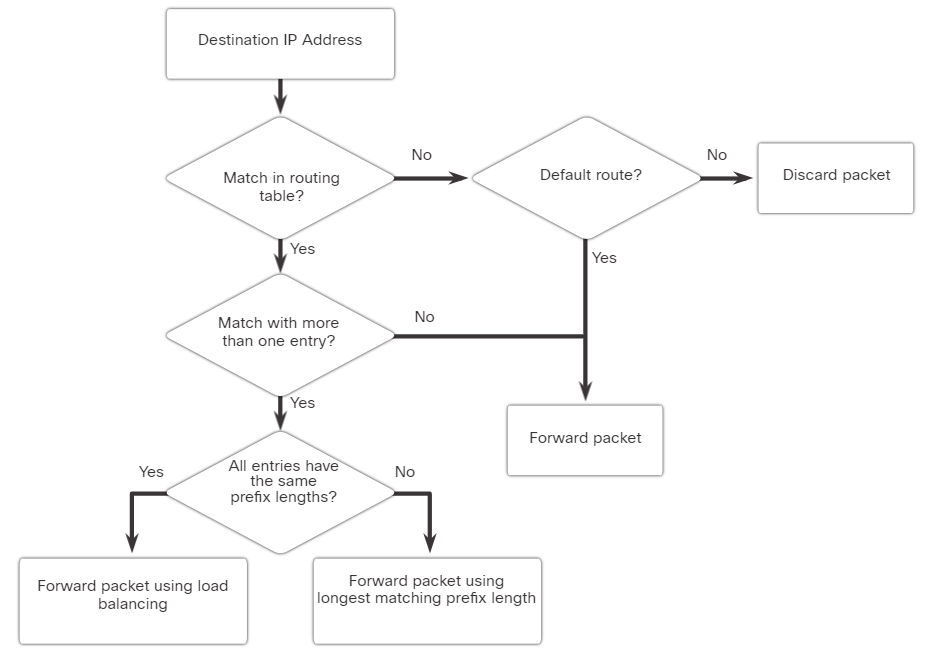 Destination IP Address
No
No
Match in routing
table?
Default route?
Discard packet
Yes
Yes
Match with more
than one entry?
No
Yes
Forward packet
Yes
All entries have
the same
prefix lengths?
No
Forward packet using load
balancing
Forward packet using
longest matching prefix length